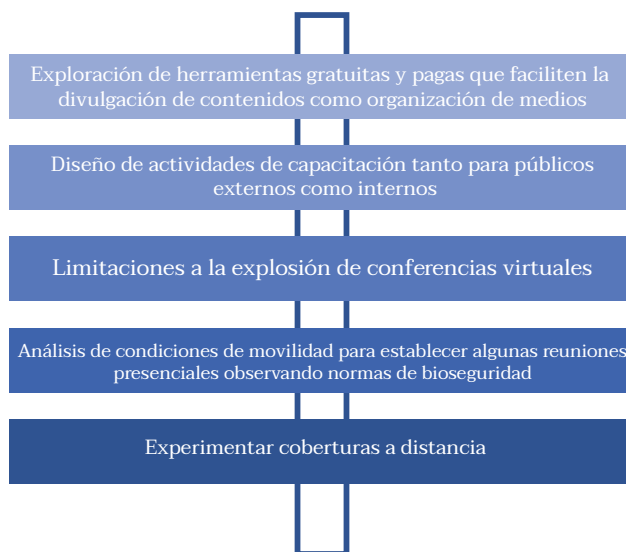 Exploración de herramientas gratuitas y pagas que faciliten la
divulgación de contenidos como organización de medios
Diseño de actividades de capacitación tanto para públicos
externos como internos
Limitaciones a la explosión de conferencias virtuales
Análisis de condiciones de movilidad para establecer algunas reuniones
presenciales observando normas de bioseguridad
Experimentar coberturas a distancia